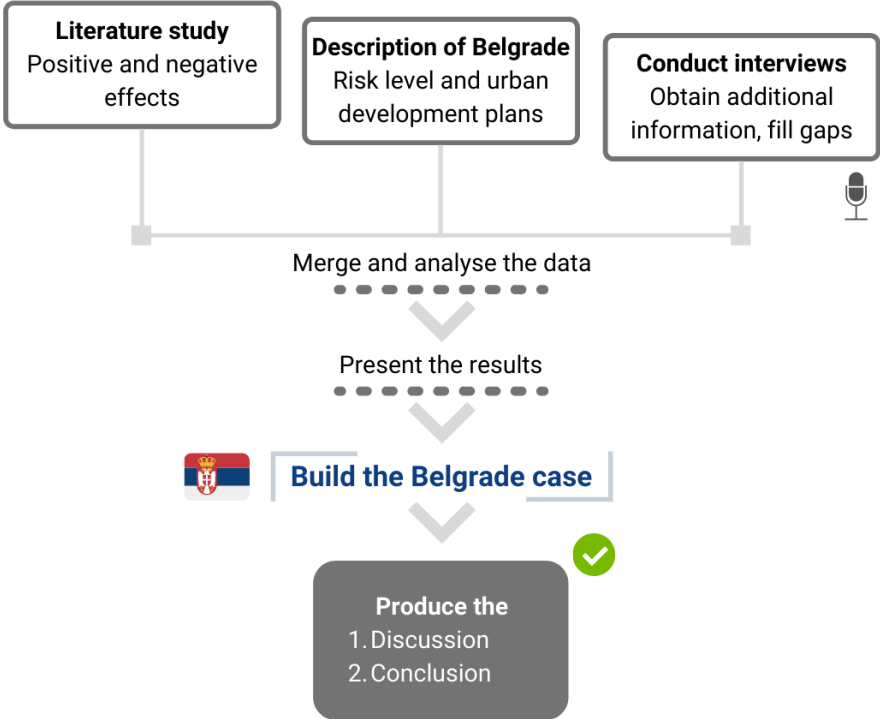 Literature study
Positive and negative
effects
Description of Belgrade
Risk level and urban
development plans
Conduct interviews
Obtain additional
information, fill gaps
Merge and analyse the data
Present the results
Build the Belgrade case
Produce the
1. Discussion
2. Conclusion